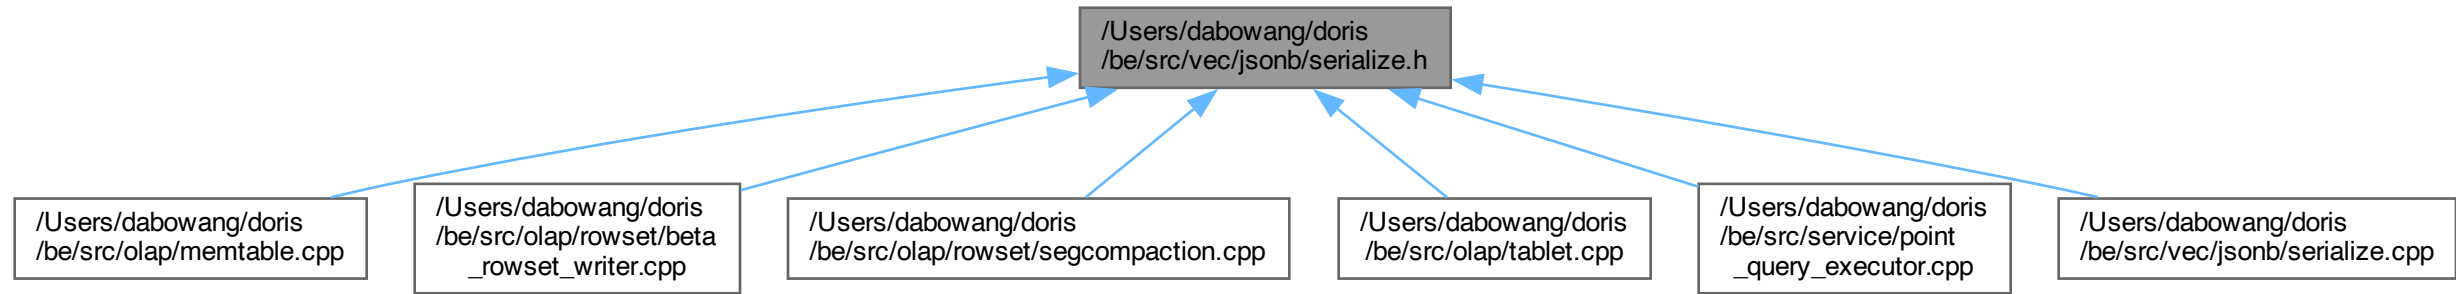 /Users/dabowang/doris
/be/src/vec/jsonb/serialize.h
/Users/dabowang/doris
/be/src/olap/memtable.cpp
/Users/dabowang/doris
/be/src/olap/rowset/beta
_rowset_writer.cpp
/Users/dabowang/doris
/be/src/olap/rowset/segcompaction.cpp
/Users/dabowang/doris
/be/src/olap/tablet.cpp
/Users/dabowang/doris
/be/src/service/point
_query_executor.cpp
/Users/dabowang/doris
/be/src/vec/jsonb/serialize.cpp